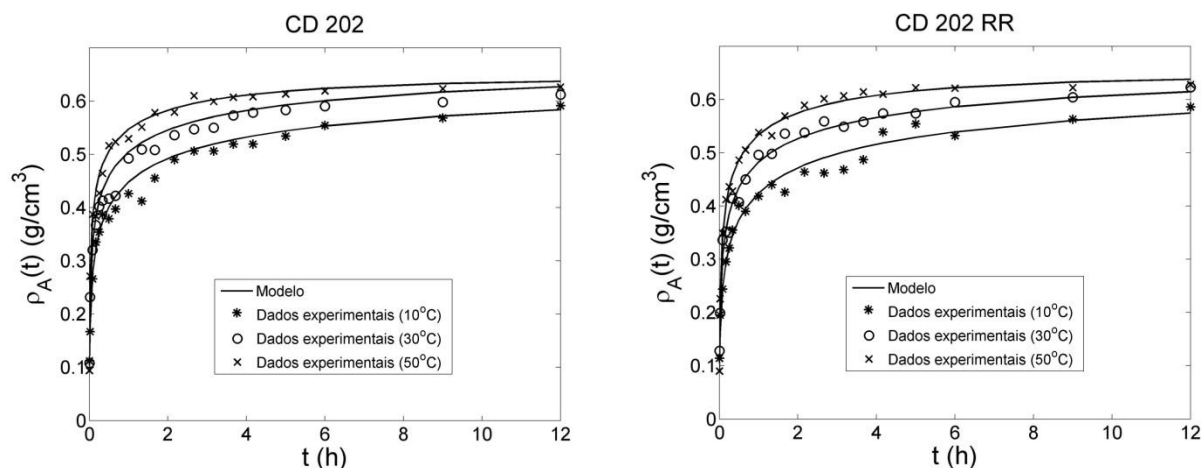 CD 202
ρ_A(t) (g/cm³)
0.6
0.5
0.4
0.3
0.2
0.1
0
Modelo
Dados experimentais (10°C)
Dados experimentais (30°C)
Dados experimentais (50°C)
0 2 4 6 8 10 12
t (h)
CD 202 RR
ρ_A(t) (g/cm³)
0.6
0.5
0.4
0.3
0.2
0.1
0
Modelo
Dados experimentais (10°C)
Dados experimentais (30°C)
Dados experimentais (50°C)
0 2 4 6 8 10 12
t (h)